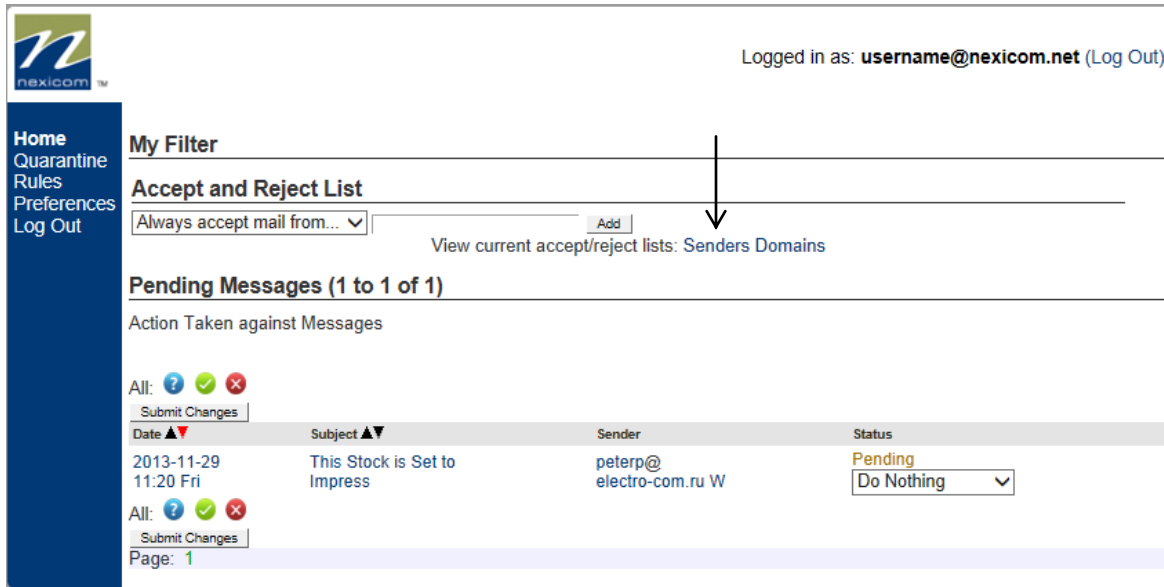 nexicom TM
Logged in as: username@nexicom.net (Log Out)
Home
Quarantine
Rules
Preferences
Log Out
My Filter
Accept and Reject List
Always accept mail from... Add
View current accept/reject lists: Senders Domains
Pending Messages (1 to 1 of 1)
Action Taken against Messages
All: ?
Submit Changes
Date ▲▼ Subject ▲▼ Sender Status
2013-11-29 This Stock is Set to peterp@ Pending
11:20 Fri Impress electro-com.ru W Do Nothing
All: ?
Submit Changes
Page: 1